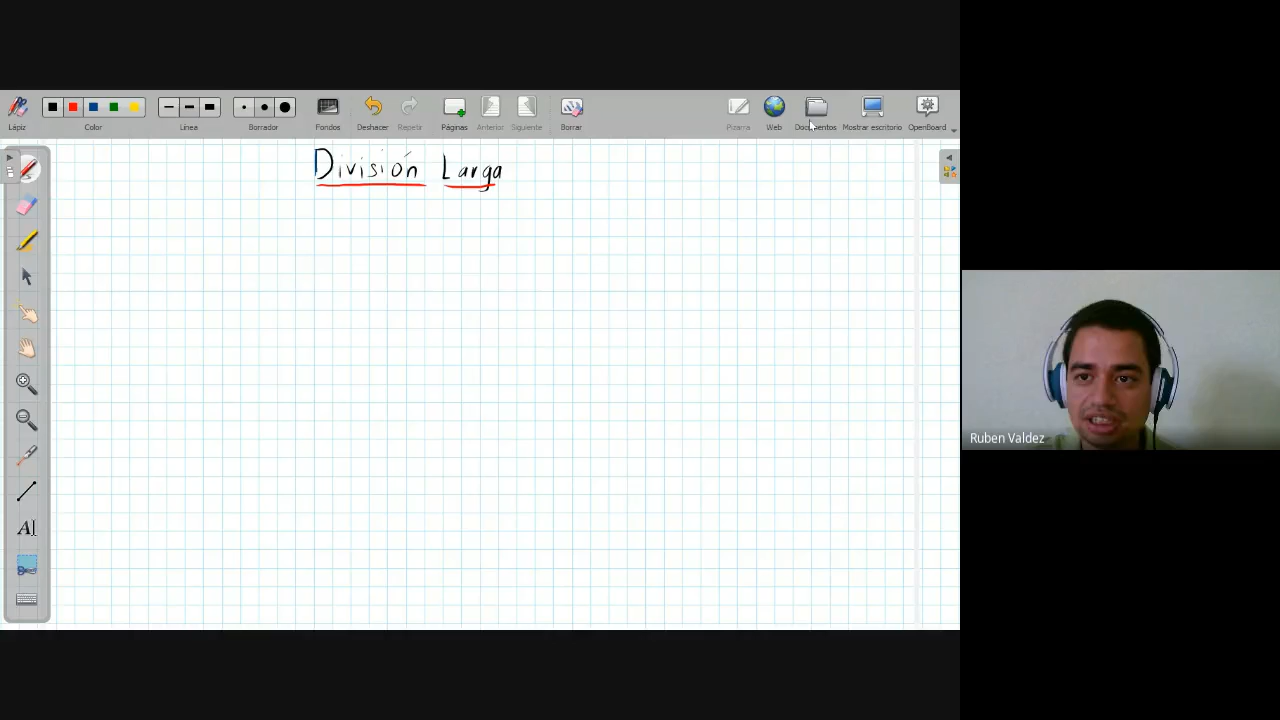 Lápiz Color Línea Borrador Fondos Deshacer Repetir Páginas Anterior Siguiente Borrar Pizarra Web Documentos Mostrar escritorio OpenBoard
División Larga
A
Ruben Valdez